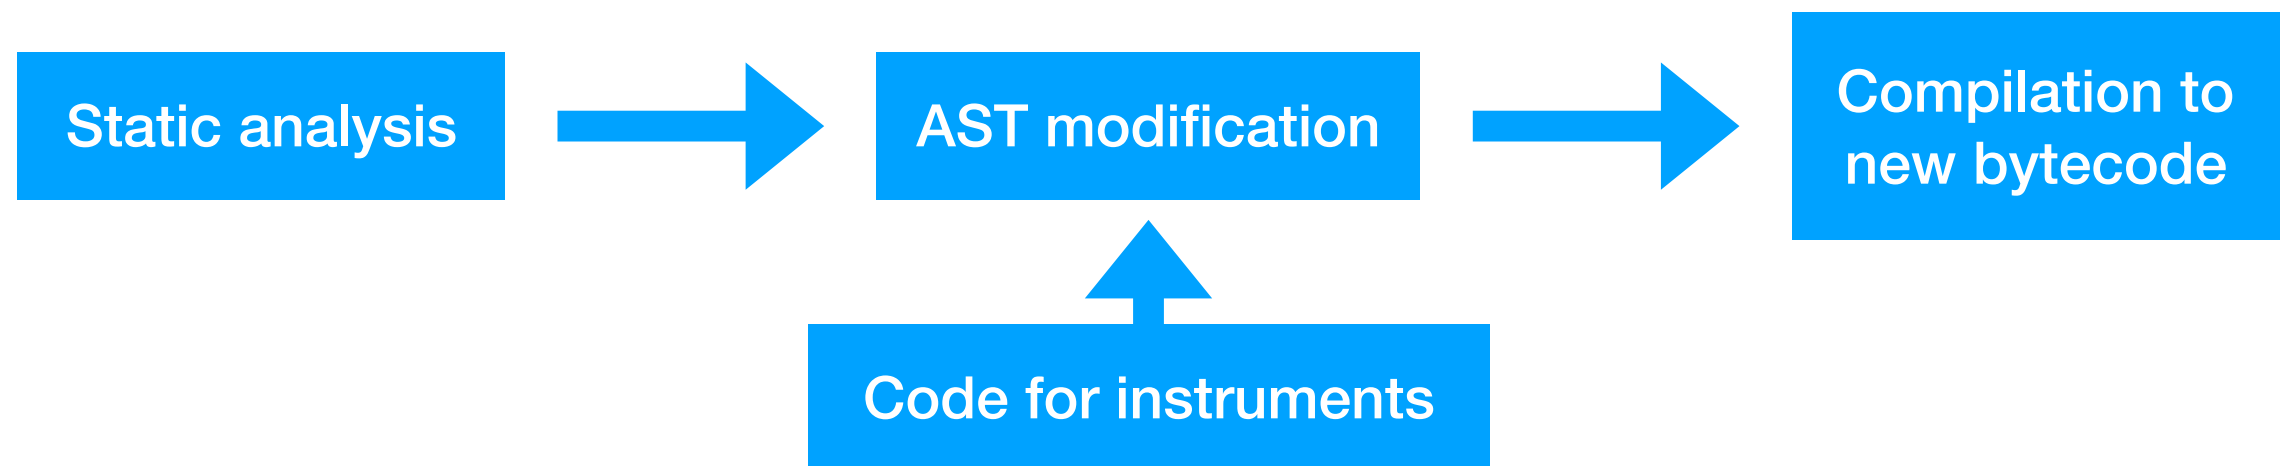 Static analysis
AST modification
Compilation to
new bytecode
Code for instruments